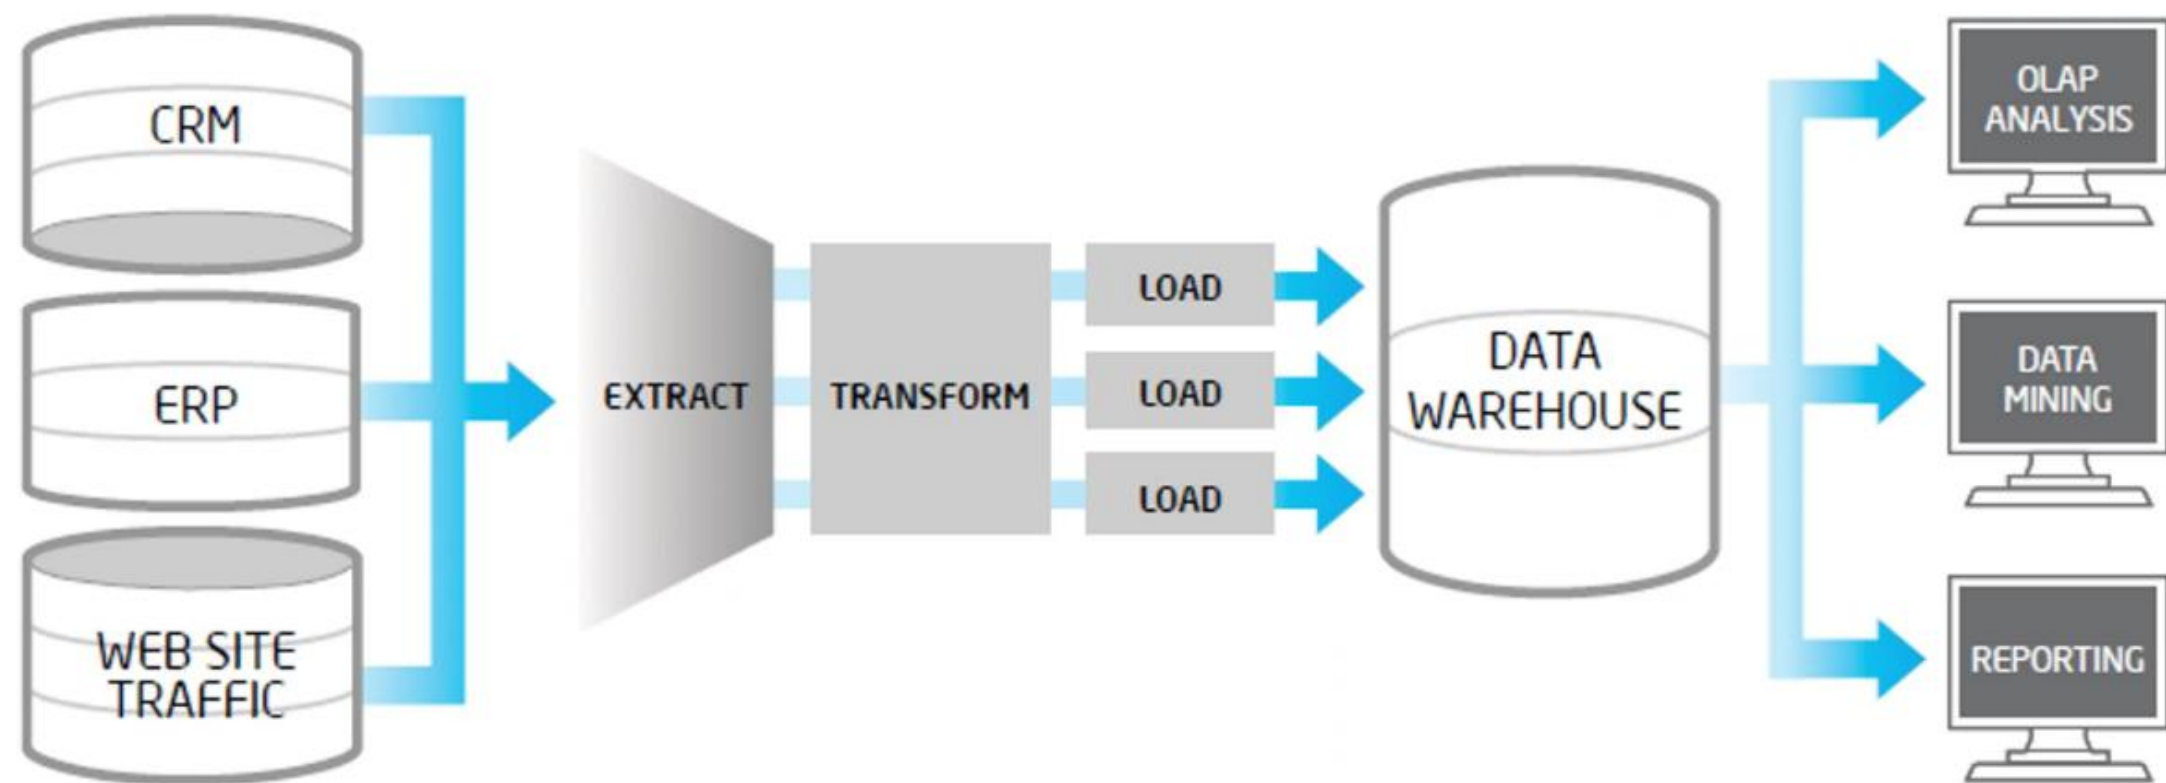 CRM
ERP
WEB SITE
TRAFFIC
EXTRACT
TRANSFORM
LOAD
LOAD
LOAD
DATA
WAREHOUSE
OLAP
ANALYSIS
DATA
MINING
REPORTING